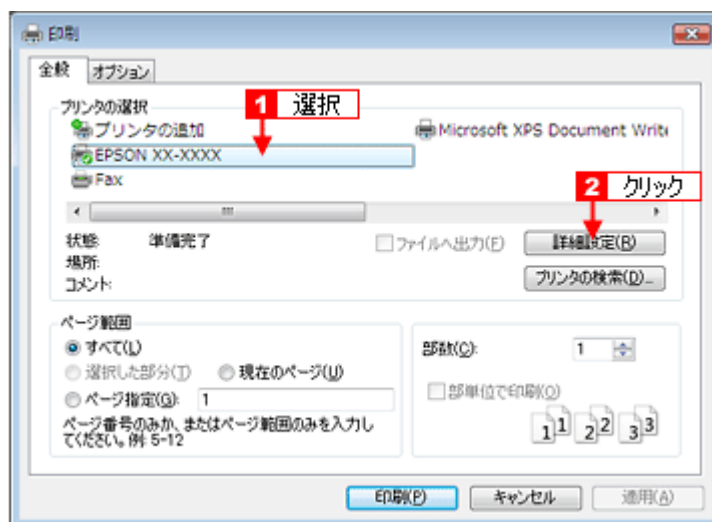 印刷
全般 オプション
プリンタの選択
1 選択
プリンタの追加 Microsoft XPS Document Write
EPSON XX-XXXX
Fax
2 クリック
状態: 準備完了 ファイルへ出力(F) 詳細設定(R)
場所:
コメント: プリンタの検索(D)...
ページ範囲
すべて(L) 部数(C): 1
選択した部分(T) 現在のページ(U)
ページ指定(G): 1 部単位で印刷(O)
ページ番号のみか、またはページ範囲のみを入力し
てください。例: 5-12
1 1 2 2 3 3
印刷(P) キャンセル 適用(A)